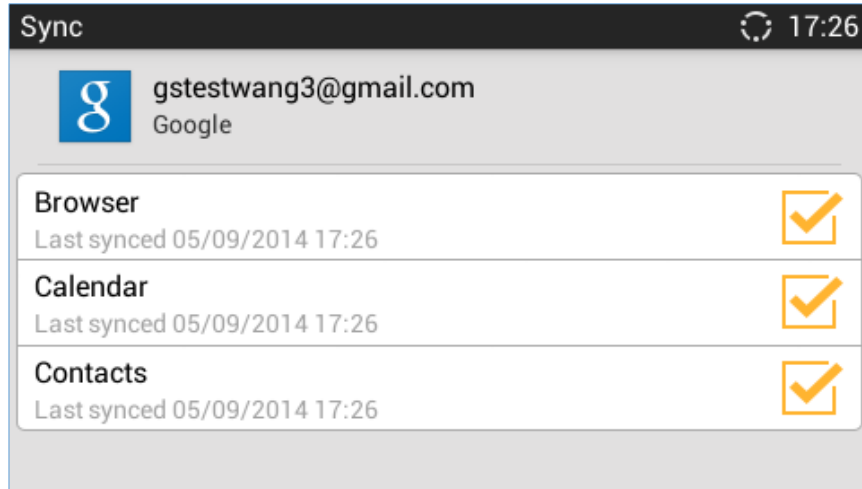 Sync 17:26
g gstestwang3@gmail.com
Google
Browser
Last synced 05/09/2014 17:26
Calendar
Last synced 05/09/2014 17:26
Contacts
Last synced 05/09/2014 17:26